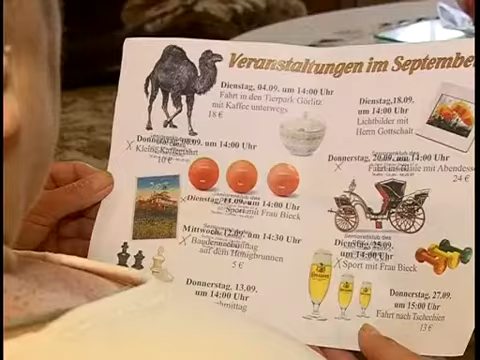 Veranstaltungen im September
Dienstag, 04.09. um 14:00 Uhr
Fahrt in den Tierpark Görlitz
mit Kaffee unterwegs
18 €
Donnerstag, 06.09. um 14:00 Uhr
Kleine Kaffeefahrt
10 €
Dienstag, 11.09. um 14:00 Uhr
Sport mit Frau Bieck
Mittwoch, 12.09. um 14:30 Uhr
auf dem Honigbrunnen
5 €
Donnerstag, 13.09.
um 14:00 Uhr
Dienstag, 18.09.
um 14:00 Uhr
Lichtbilder mit
Herrn Gottschalt
Donnerstag, 20.09. um 14:00 Uhr
mit Abendess
24 €
Dienstag, 25.09.
um 14:00 Uhr
Sport mit Frau Bieck
Donnerstag, 27.09.
um 15:00 Uhr
Fahrt nach Tschechien
13 €